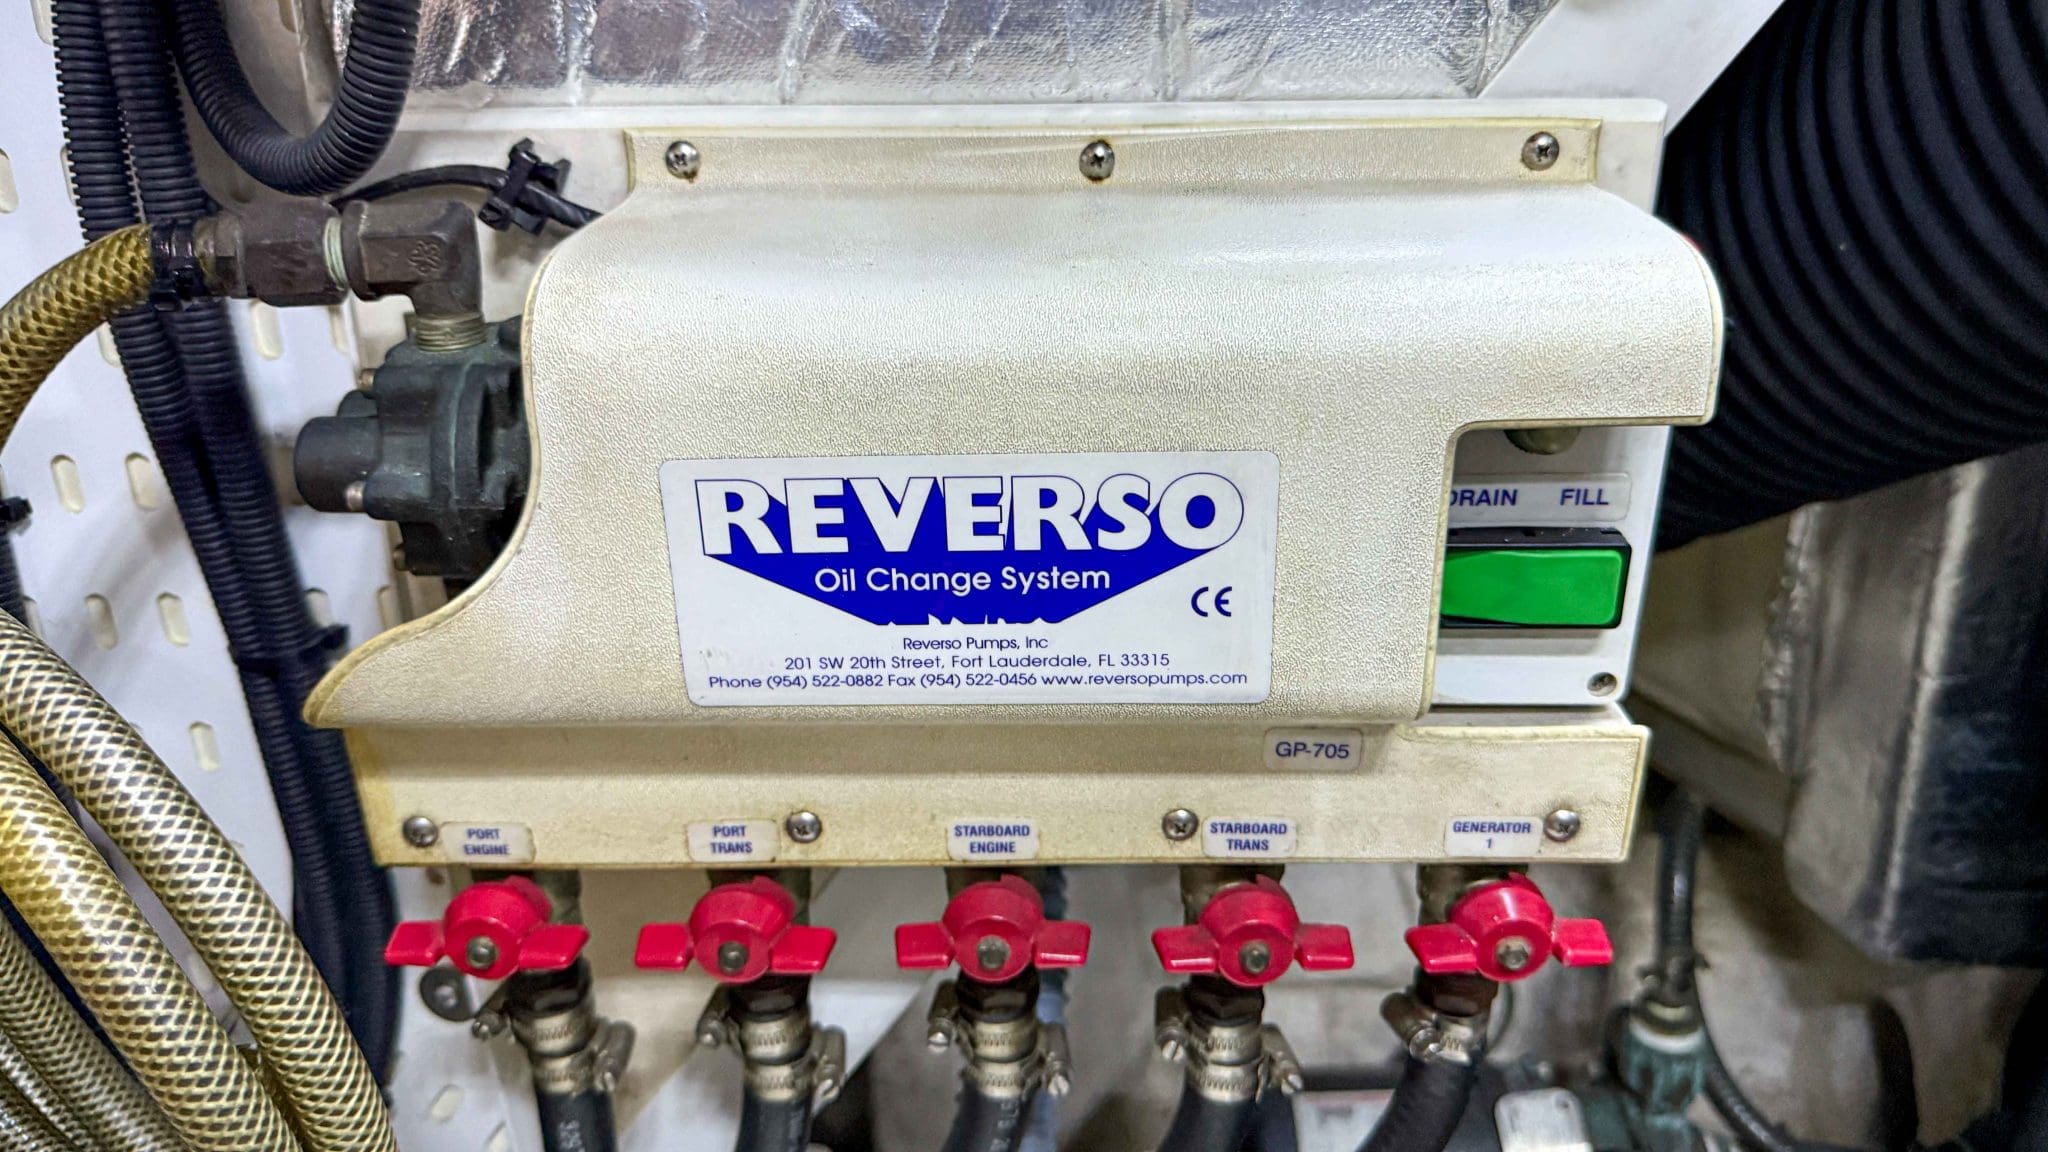 DRAIN FILL
REVERSO
Oil Change System
CE
Reverso Pumps, Inc
201 SW 20th Street, Fort Lauderdale, FL 33315
Phone (954) 522-0882 Fax (954) 522-0456 www.reversopumps.com
GP-705
PORT
ENGINE
PORT
TRANS
STARBOARD
ENGINE
STARBOARD
TRANS
GENERATOR
1